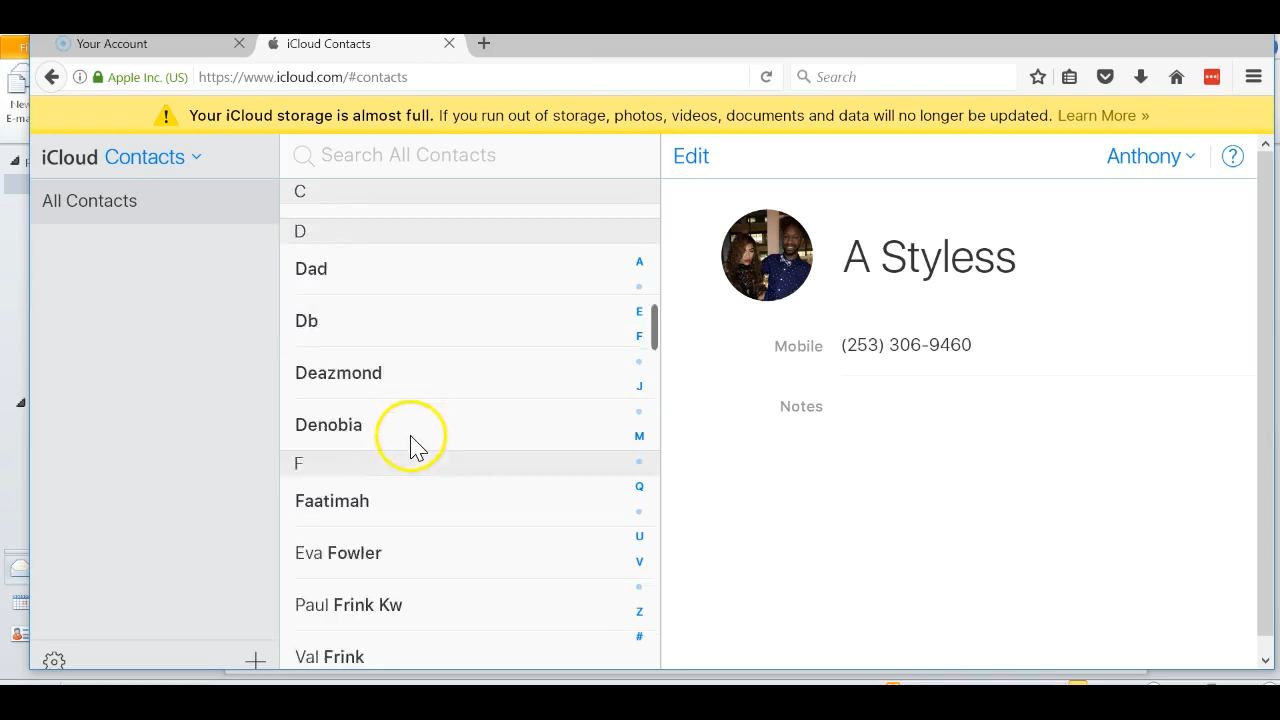 Fi
New
E-ma
Your Account
iCloud Contacts
Apple Inc. (US)
https://www.icloud.com/#contacts
Search
Your iCloud storage is almost full. If you run out of storage, photos, videos, documents and data will no longer be updated. Learn More »
iCloud Contacts
Search All Contacts
Edit
Anthony
?
All Contacts
C
D
Dad
Db
Deazmond
Denobia
F
Faatimah
Eva Fowler
Paul Frink Kw
Val Frink
A
E
F
J
M
Q
U
V
Z
#
A Styless
Mobile (253) 306-9460
Notes